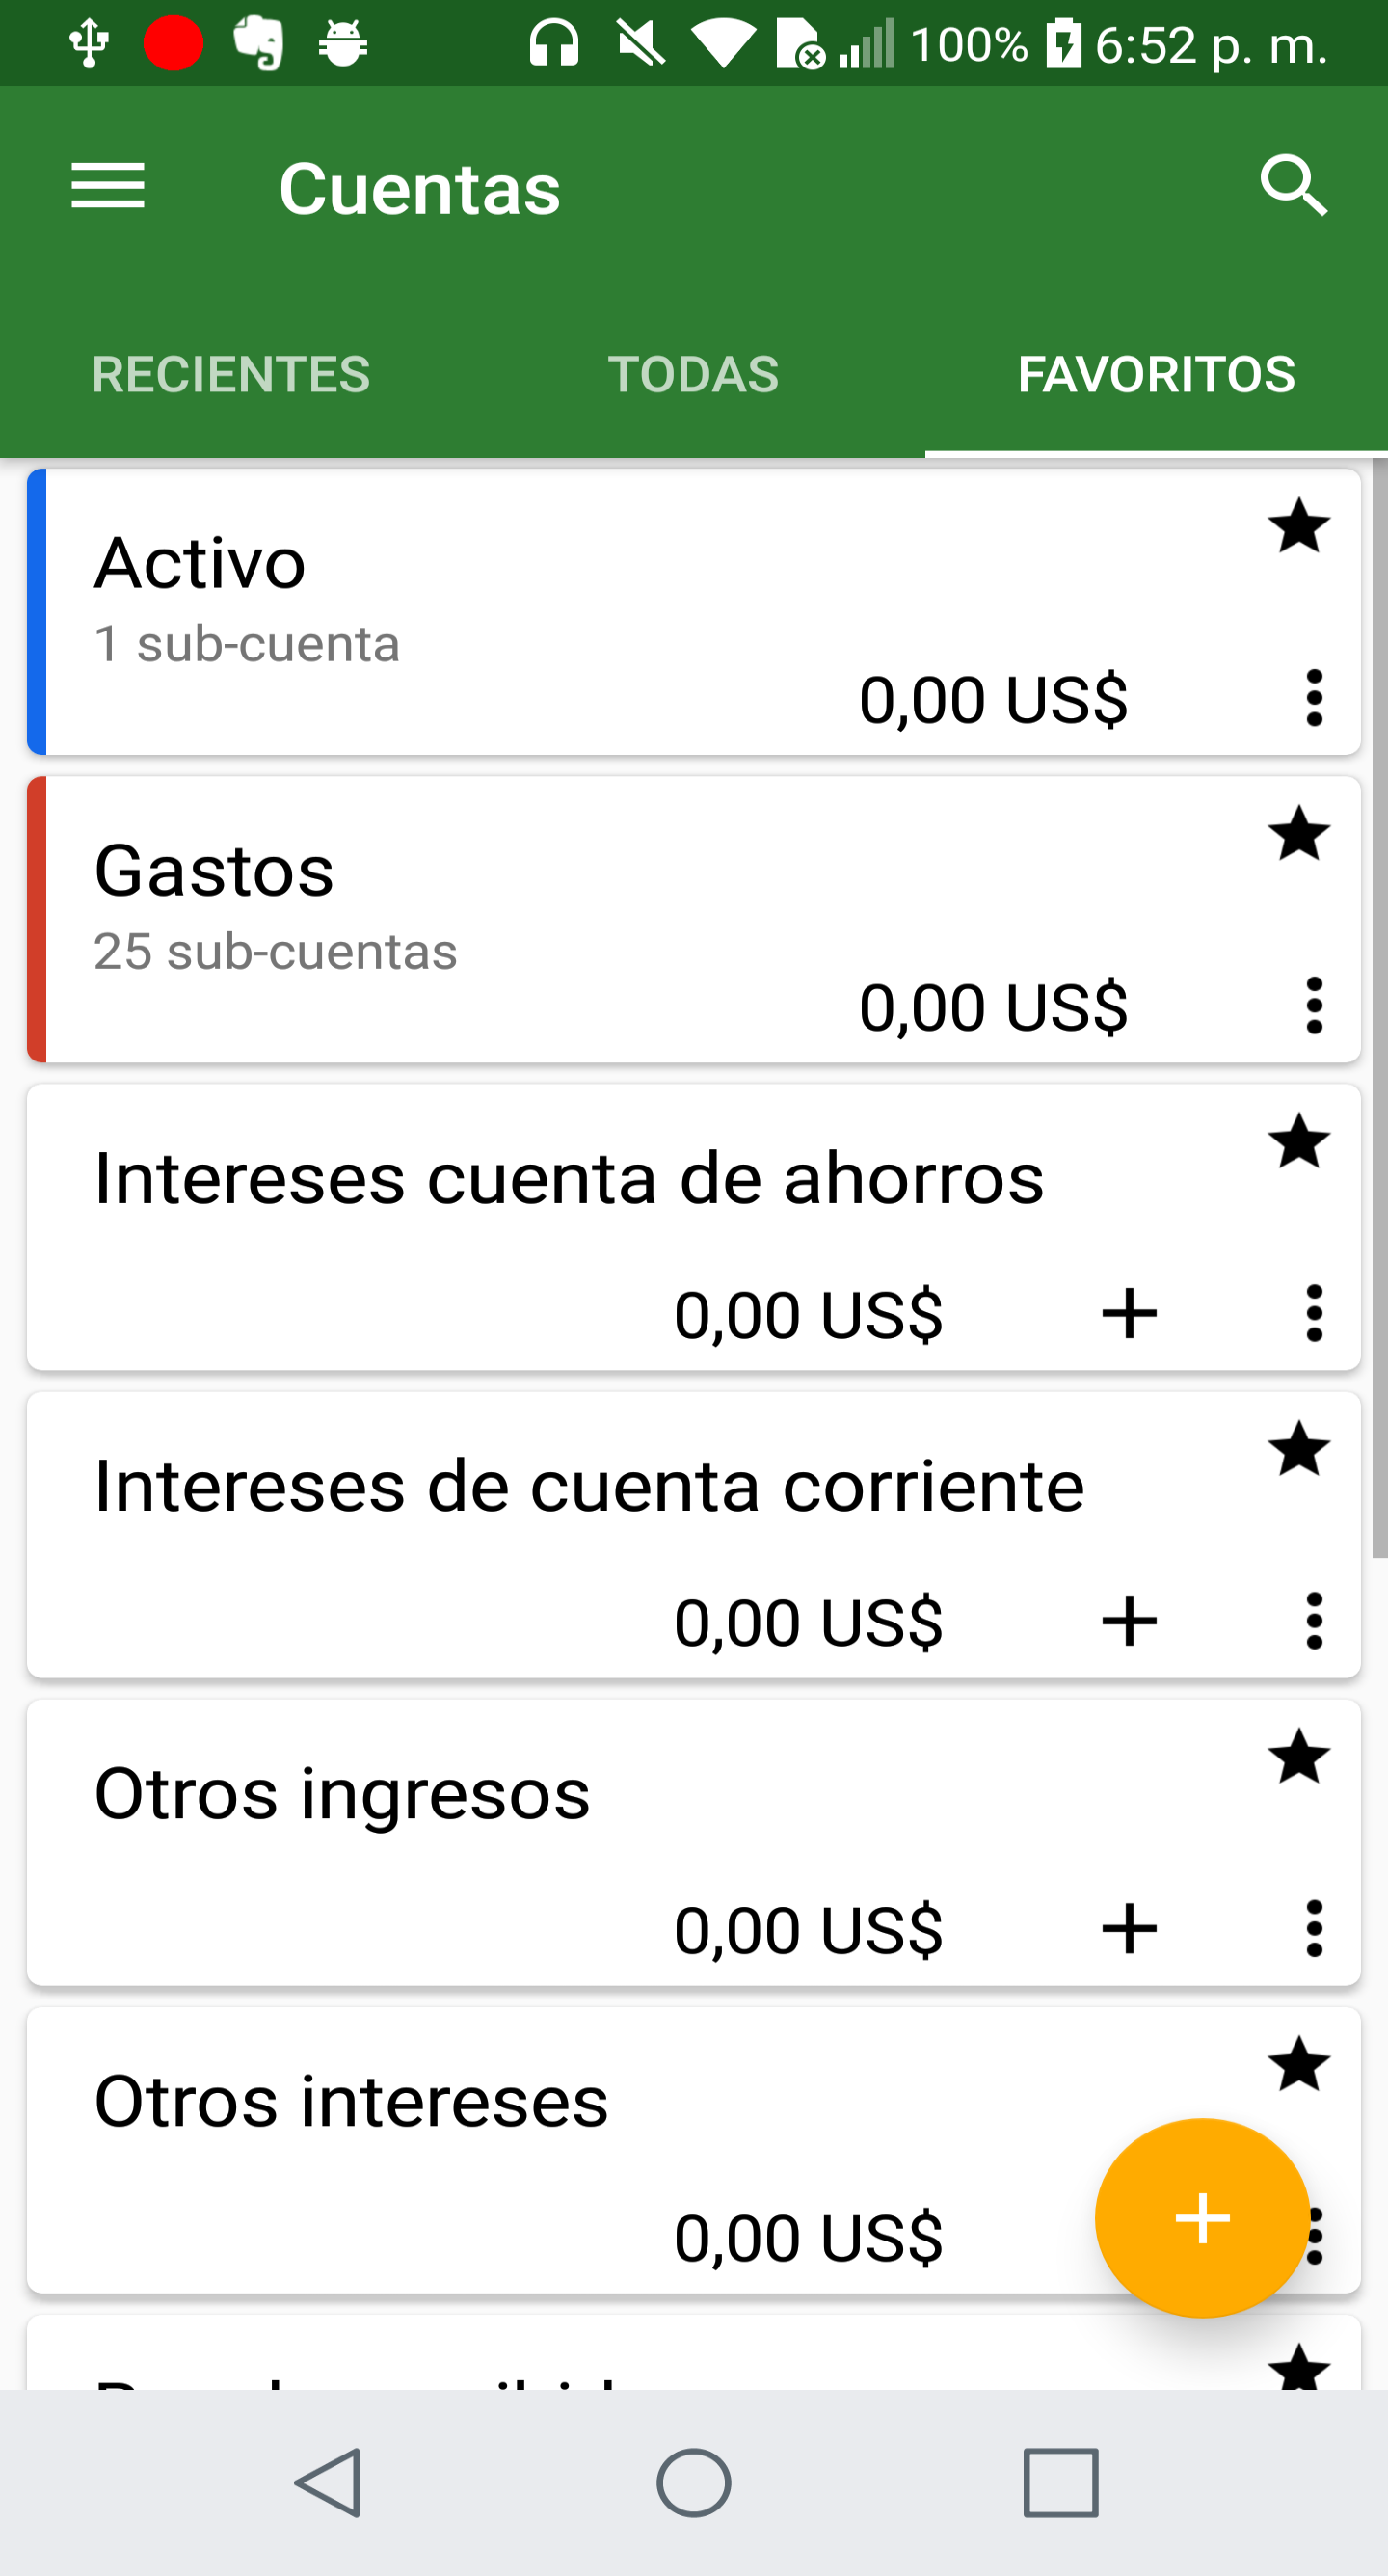 100% 6:52 p. m.
Cuentas
RECIENTES TODAS FAVORITOS
Activo
1 sub-cuenta
0,00 US$
Gastos
25 sub-cuentas
0,00 US$
Intereses cuenta de ahorros
0,00 US$
Intereses de cuenta corriente
0,00 US$
Otros ingresos
0,00 US$
Otros intereses
0,00 US$